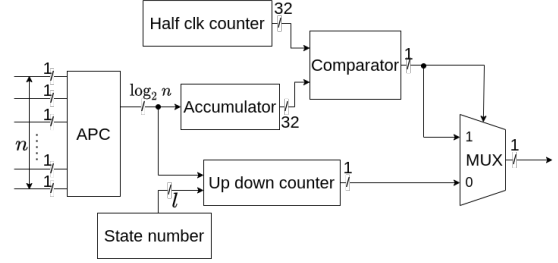 Half clk counter
32
Comparator
1
1
1
1
1
1
n
APC
log₂ n
Accumulator
32
1
MUX
0
1
Up down counter
1
l
State number